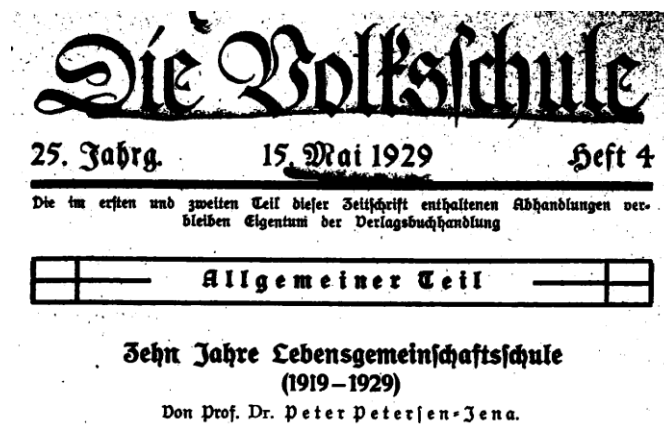 Die Volksschule
25. Jahrg. 15. Mai 1929 Heft 4
Die im ersten und zweiten Teil dieser Zeitschrift enthaltenen Abhandlungen ver-
bleiben Eigentum der Verlagsbuchhandlung
Allgemeiner Teil
Zehn Jahre Lebensgemeinschaftsschule
(1919–1929)
Von Prof. Dr. Peter Petersen-Jena.